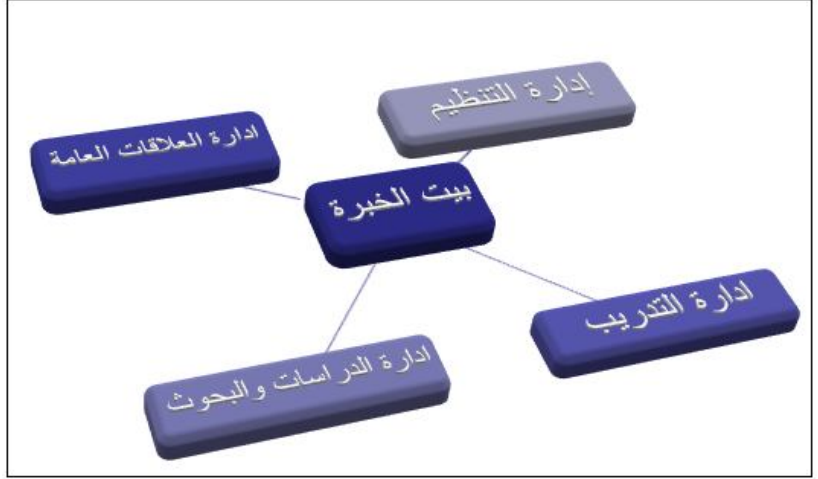 إدارة التنظيم
ادارة العلاقات العامة
بيت الخبرة
ادارة التدريب
ادارة الدراسات والبحوث